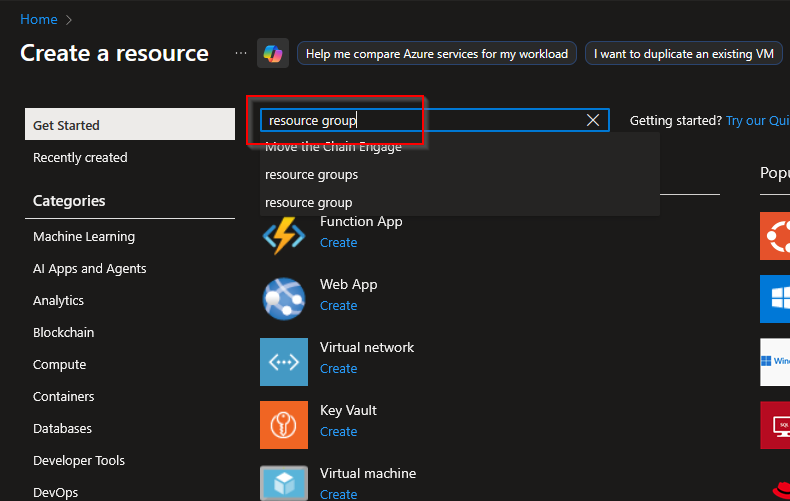 Home >
Create a resource
...
Help me compare Azure services for my workload
I want to duplicate an existing VM
Get Started
Recently created
Categories
Machine Learning
AI Apps and Agents
Analytics
Blockchain
Compute
Containers
Databases
Developer Tools
DevOps
resource group
Move the Chain Engage
resource groups
resource group
Getting started? Try our Qui
Function App
Create
Web App
Create
Virtual network
Create
Key Vault
Create
Virtual machine
Create
Popu
Wind
SQL